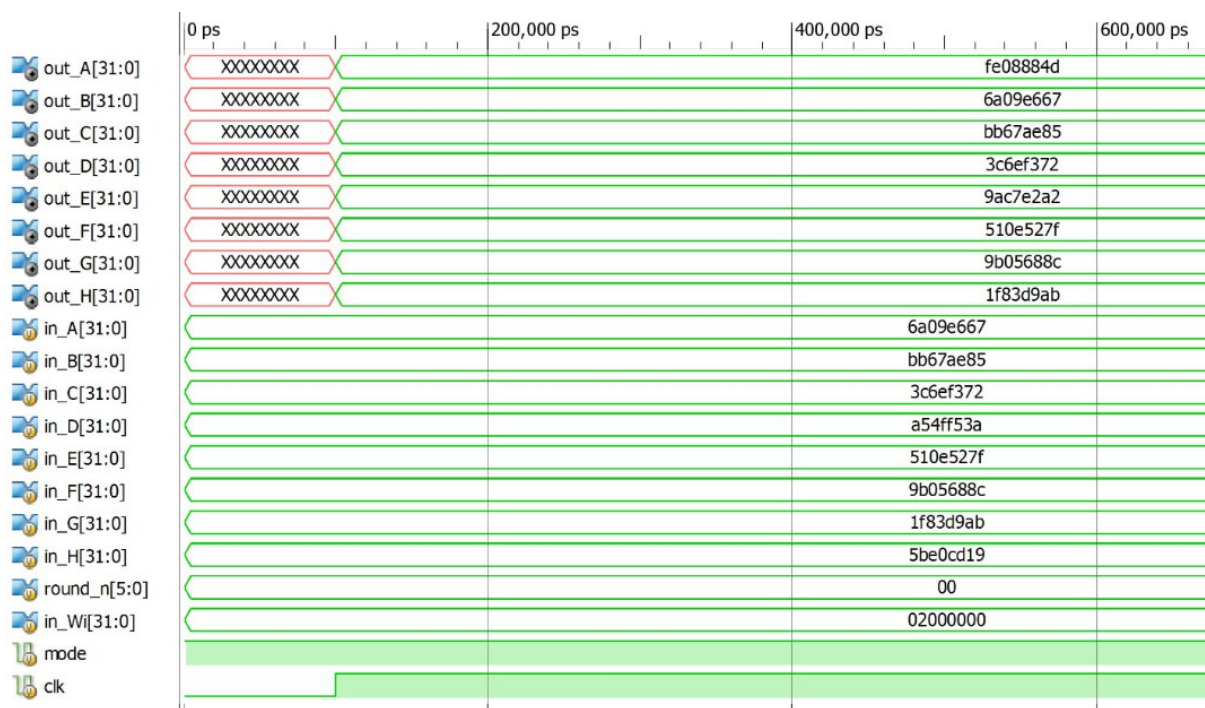 0 ps 200,000 ps 400,000 ps 600,000 ps
out_A[31:0] XXXXXXXX fe08884d
out_B[31:0] XXXXXXXX 6a09e667
out_C[31:0] XXXXXXXX bb67ae85
out_D[31:0] XXXXXXXX 3c6ef372
out_E[31:0] XXXXXXXX 9ac7e2a2
out_F[31:0] XXXXXXXX 510e527f
out_G[31:0] XXXXXXXX 9b05688c
out_H[31:0] XXXXXXXX 1f83d9ab
in_A[31:0] 6a09e667
in_B[31:0] bb67ae85
in_C[31:0] 3c6ef372
in_D[31:0] a54ff53a
in_E[31:0] 510e527f
in_F[31:0] 9b05688c
in_G[31:0] 1f83d9ab
in_H[31:0] 5be0cd19
round_n[5:0] 00
in_Wi[31:0] 02000000
mode
clk